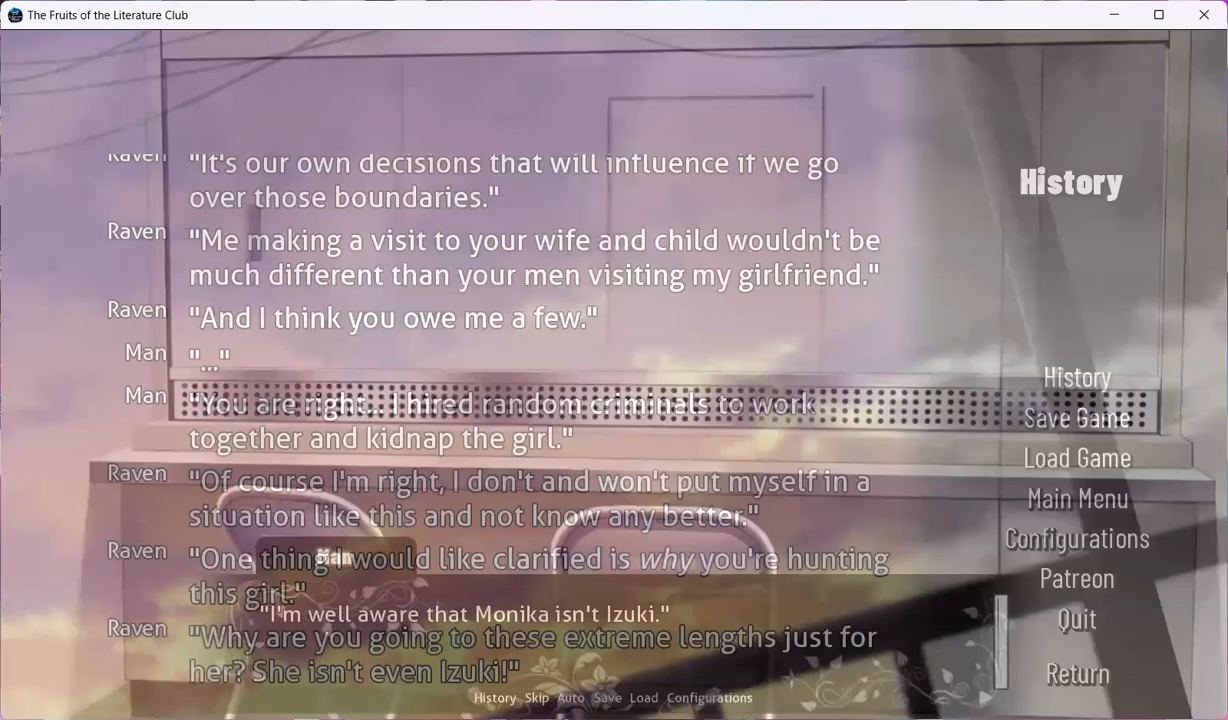 The Fruits of the Literature Club
Raven "It's our own decisions that will influence if we go
over those boundaries."
Raven "Me making a visit to your wife and child wouldn't be
much different than your men visiting my girlfriend."
Raven "And I think you owe me a few."
Man "..."
Man "You are right... I hired random criminals to work
together and kidnap the girl."
Raven "Of course I'm right, I don't and won't put myself in a
situation like this and not know any better."
Raven "One thing I would like clarified is why you're hunting
this girl."
Raven "Why are you going to these extreme lengths just for
her? She isn't even Izuki!"
Man
"I'm well aware that Monika isn't Izuki."
History Skip Auto Save Load Configurations
History
History
Save Game
Load Game
Main Menu
Configurations
Patreon
Quit
Return